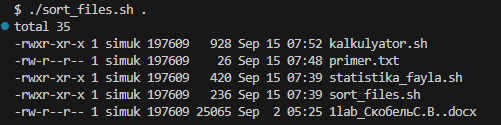 $ ./sort_files.sh .
total 35
-rwxr-xr-x 1 simuk 197609   928 Sep 15 07:52 kalkulyator.sh
-rw-r--r-- 1 simuk 197609    26 Sep 15 07:48 primer.txt
-rwxr-xr-x 1 simuk 197609   420 Sep 15 07:39 statistika_fayla.sh
-rwxr-xr-x 1 simuk 197609   236 Sep 15 07:39 sort_files.sh
-rw-r--r-- 1 simuk 197609 25065 Sep  2 05:25 1lab_СкобельС.В..docx